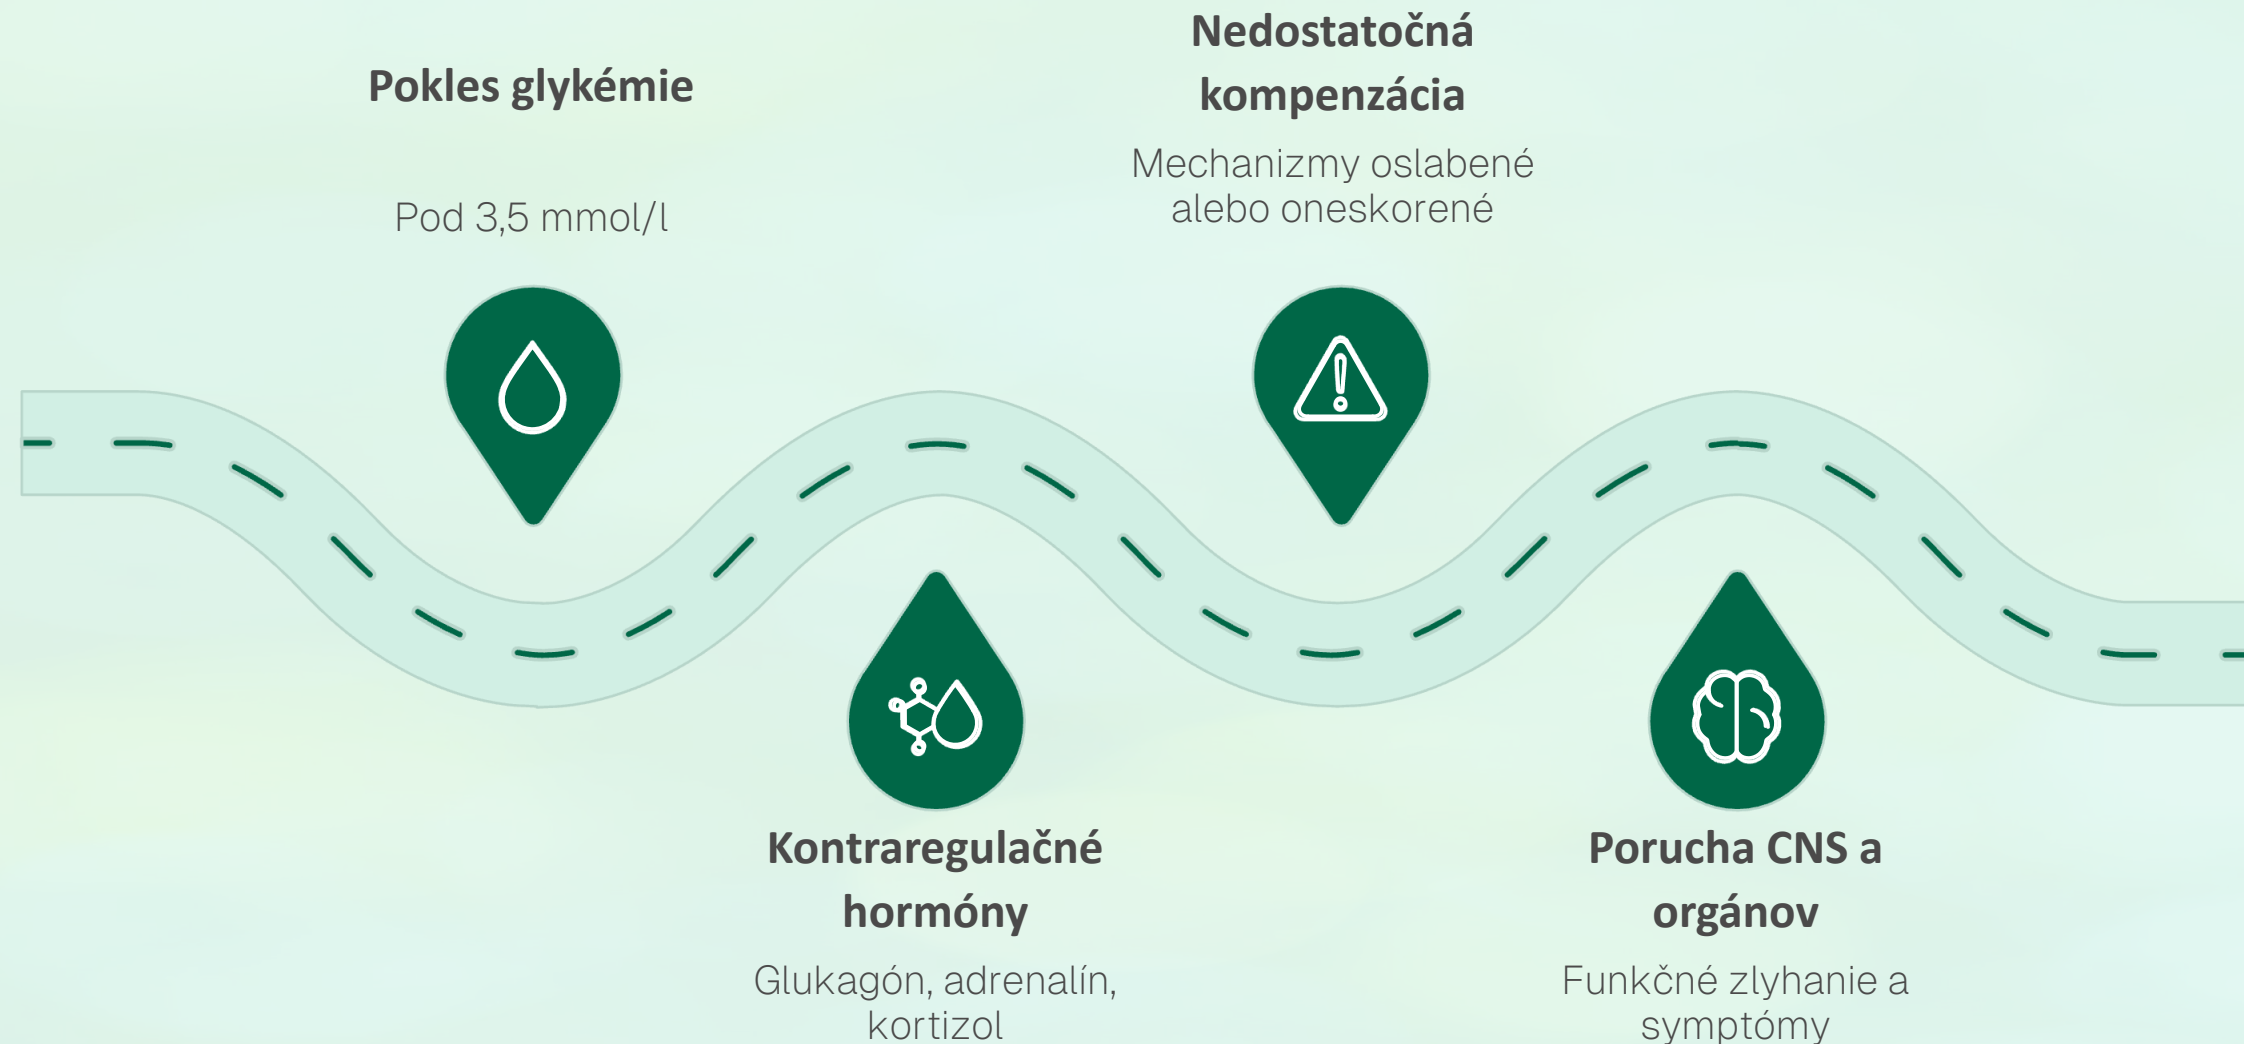 Pokles glykémie
Pod 3,5 mmol/l
Kontraregulačné
hormóny
Glukagón, adrenalín,
kortizol
Nedostatočná
kompenzácia
Mechanizmy oslabené
alebo oneskorené
Porucha CNS a
orgánov
Funkčné zlyhanie a
symptómy